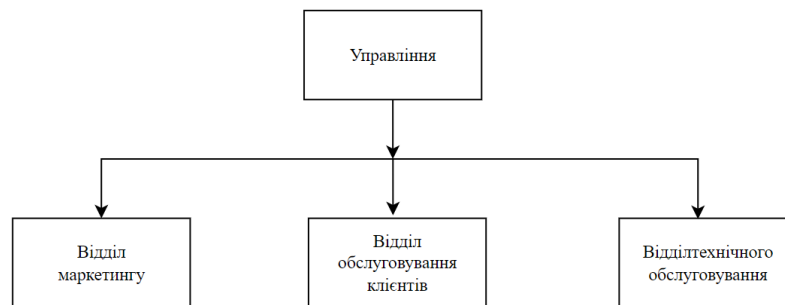 Управління
Відділ
маркетингу
Відділ
обслуговування
клієнтів
Відділтехнічного
обслуговування